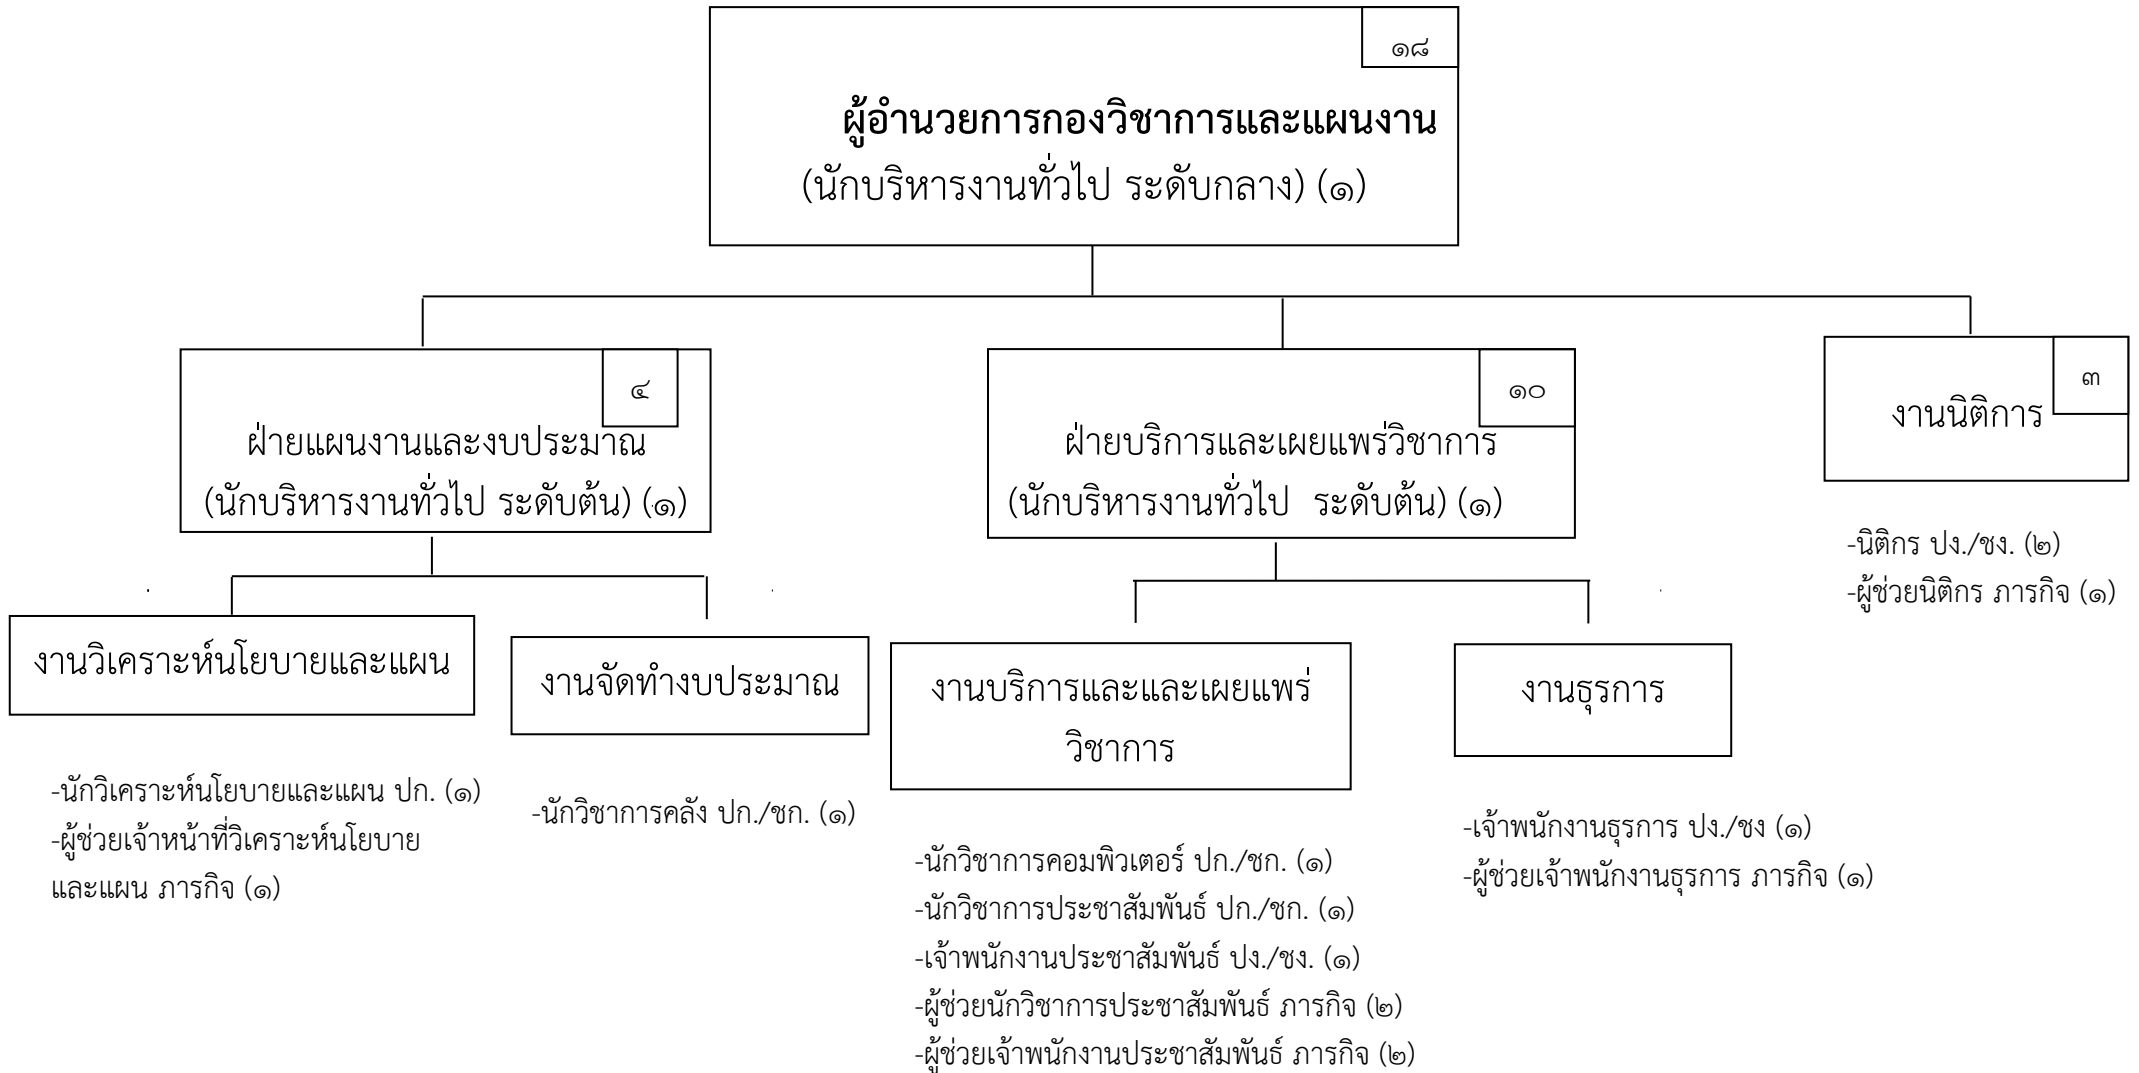 ๑๘
ผู้อำนวยการกองวิชาการและแผนงาน
(นักบริหารงานทั่วไป ระดับกลาง) (๑)
๔
ฝ่ายแผนงานและงบประมาณ
(นักบริหารงานทั่วไป ระดับต้น) (๑)
๑๐
ฝ่ายบริการและเผยแพร่วิชาการ
(นักบริหารงานทั่วไป ระดับต้น) (๑)
๓
งานนิติการ
-นิติกร ปง./ชง. (๒)
-ผู้ช่วยนิติกร ภารกิจ (๑)
งานวิเคราะห์นโยบายและแผน
-นักวิเคราะห์นโยบายและแผน ปก. (๑)
-ผู้ช่วยเจ้าหน้าที่วิเคราะห์นโยบาย
และแผน ภารกิจ (๑)
งานจัดทำงบประมาณ
-นักวิชาการคลัง ปก./ชก. (๑)
งานบริการและและเผยแพร่
วิชาการ
-นักวิชาการคอมพิวเตอร์ ปก./ชก. (๑)
-นักวิชาการประชาสัมพันธ์ ปก./ชก. (๑)
-เจ้าพนักงานประชาสัมพันธ์ ปง./ชง. (๑)
-ผู้ช่วยนักวิชาการประชาสัมพันธ์ ภารกิจ (๒)
-ผู้ช่วยเจ้าพนักงานประชาสัมพันธ์ ภารกิจ (๒)
งานธุรการ
-เจ้าพนักงานธุรการ ปง./ชง (๑)
-ผู้ช่วยเจ้าพนักงานธุรการ ภารกิจ (๑)